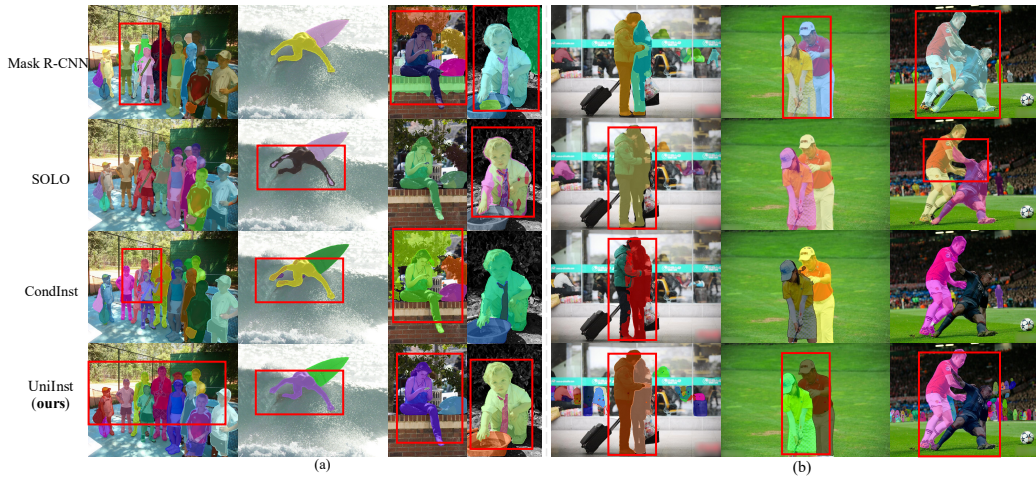 Mask R-CNN
SOLO
CondInst
UniInst
(ours)
(a)
(b)